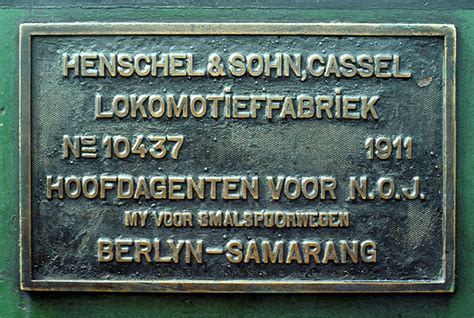 HENSCHEL & SOHN, CASSEL
LOKOMOTiEFFABRiEK
No 10437 1911
HOOFDAGENTEN VOOR N.O.J.
MY VOOR SMALSPOORWEGEN
BERLYN-SAMARANG